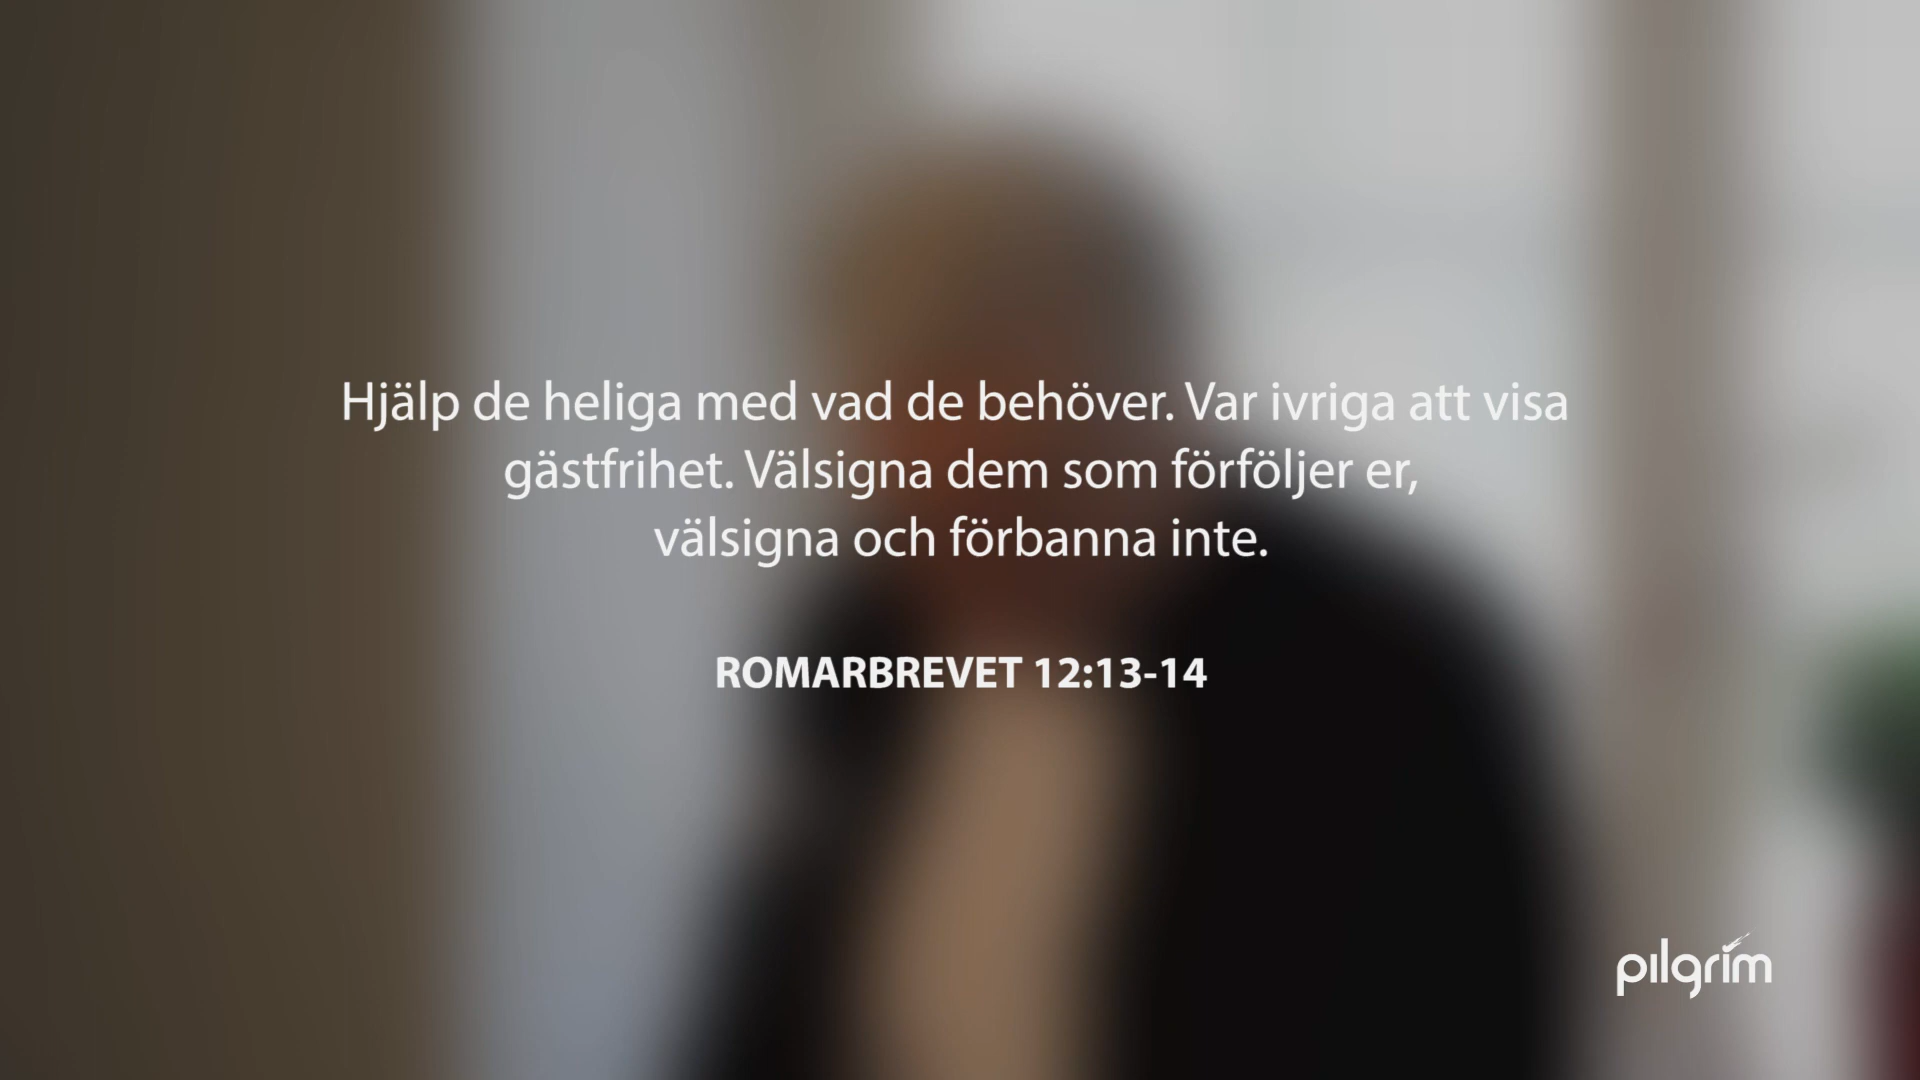 Hjälp de heliga med vad de behöver. Var ivriga att visa
gästfrihet. Välsigna dem som förföljer er,
välsigna och förbanna inte.
ROMARBREVET 12:13-14
pilgrim